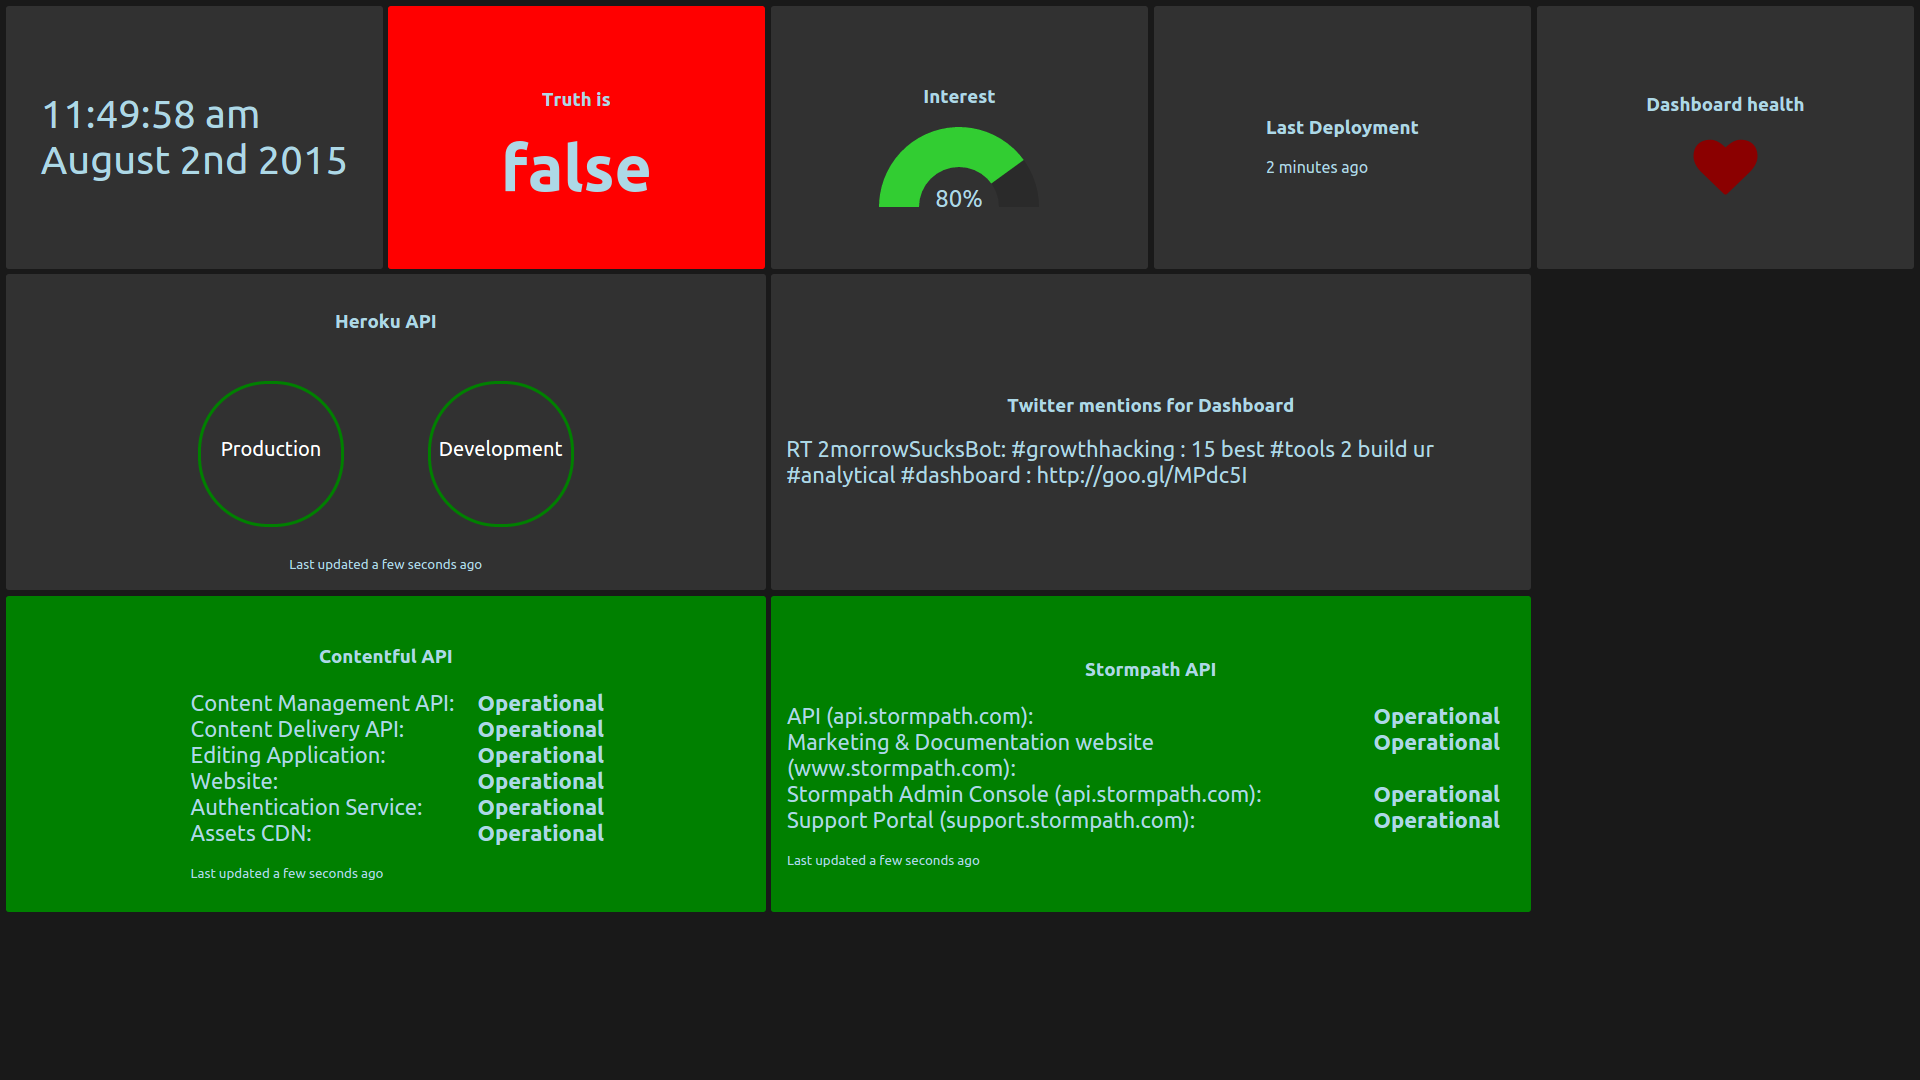 11:49:58 am
August 2nd 2015
Truth is
false
Interest
80%
Last Deployment
2 minutes ago
Dashboard health
Heroku API
Production
Development
Last updated a few seconds ago
Twitter mentions for Dashboard
RT 2morrowSucksBot: #growthhacking : 15 best #tools 2 build ur
#analytical #dashboard : http://goo.gl/MPdc5I
Contentful API
Content Management API: Operational
Content Delivery API: Operational
Editing Application: Operational
Website: Operational
Authentication Service: Operational
Assets CDN: Operational
Last updated a few seconds ago
Stormpath API
API (api.stormpath.com): Operational
Marketing & Documentation website Operational
(www.stormpath.com):
Stormpath Admin Console (api.stormpath.com): Operational
Support Portal (support.stormpath.com): Operational
Last updated a few seconds ago